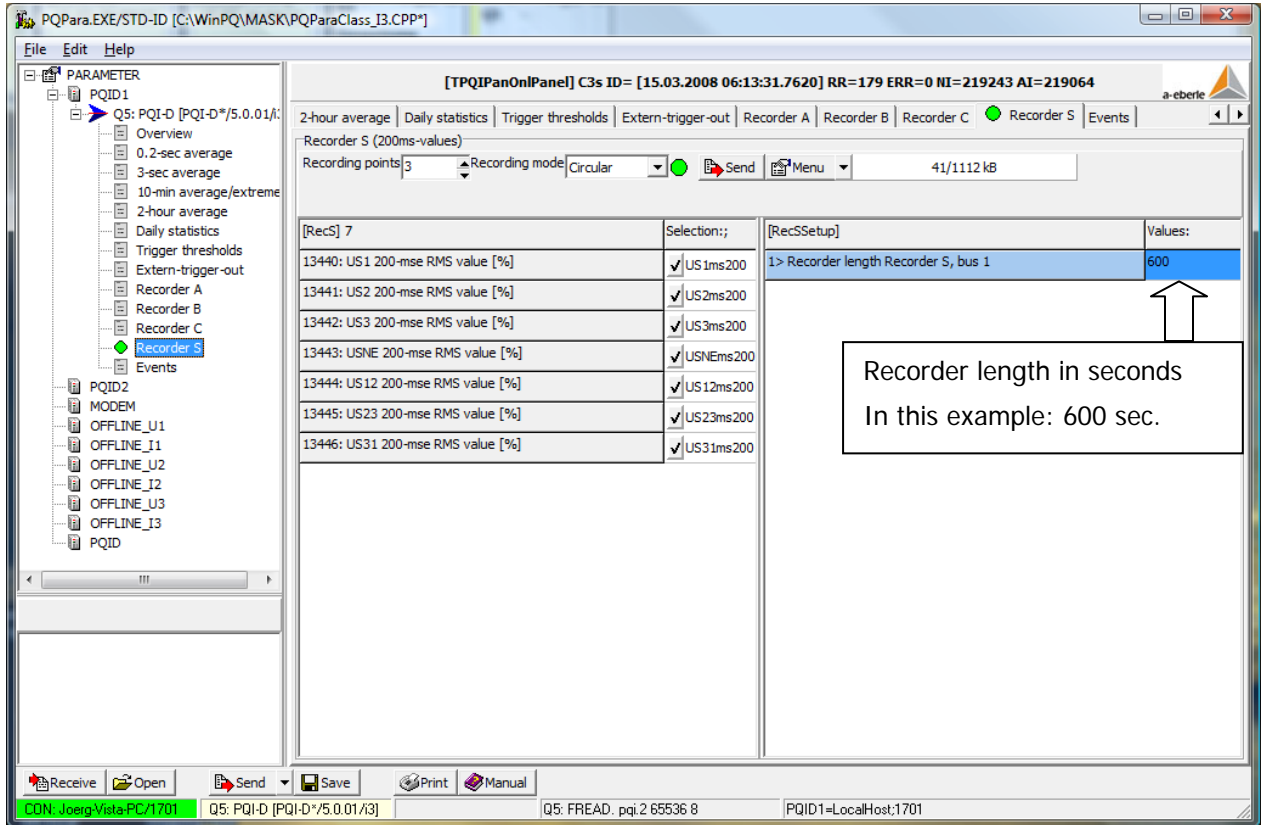 PQPara.EXE/STD-ID [C:\WinPQ\MASK\PQParaClass_I3.CPP*]
File Edit Help
PARAMETER
PQID1
Q5: PQI-D [PQI-D*/5.0.01/i:
Overview
0.2-sec average
3-sec average
10-min average/extreme
2-hour average
Daily statistics
Trigger thresholds
Extern-trigger-out
Recorder A
Recorder B
Recorder C
Recorder S
Events
PQID2
MODEM
OFFLINE_U1
OFFLINE_I1
OFFLINE_U2
OFFLINE_I2
OFFLINE_U3
OFFLINE_I3
PQID
[TPQIPanOnlPanel] C3s ID= [15.03.2008 06:13:31.7620] RR=179 ERR=0 NI=219243 AI=219064
a-eberle
2-hour average Daily statistics Trigger thresholds Extern-trigger-out Recorder A Recorder B Recorder C Recorder S Events
Recorder S (200ms-values)
Recording points 3 Recording mode Circular Send Menu 41/1112 kB
[RecS] 7 Selection:; [RecSSetup] Values:
13440: US1 200-mse RMS value [%] US1ms200 1> Recorder length Recorder S, bus 1 600
13441: US2 200-mse RMS value [%] US2ms200
13442: US3 200-mse RMS value [%] US3ms200
13443: USNE 200-mse RMS value [%] USNEms200
13444: US12 200-mse RMS value [%] US12ms200
13445: US23 200-mse RMS value [%] US23ms200
13446: US31 200-mse RMS value [%] US31ms200
Recorder length in seconds
In this example: 600 sec.
Receive Open Send Save Print Manual
CON: Joerg-Vista-PC/1701 Q5: PQI-D [PQI-D*/5.0.01/i3] Q5: FREAD. pqi.2 65536 8 PQID1=LocalHost;1701